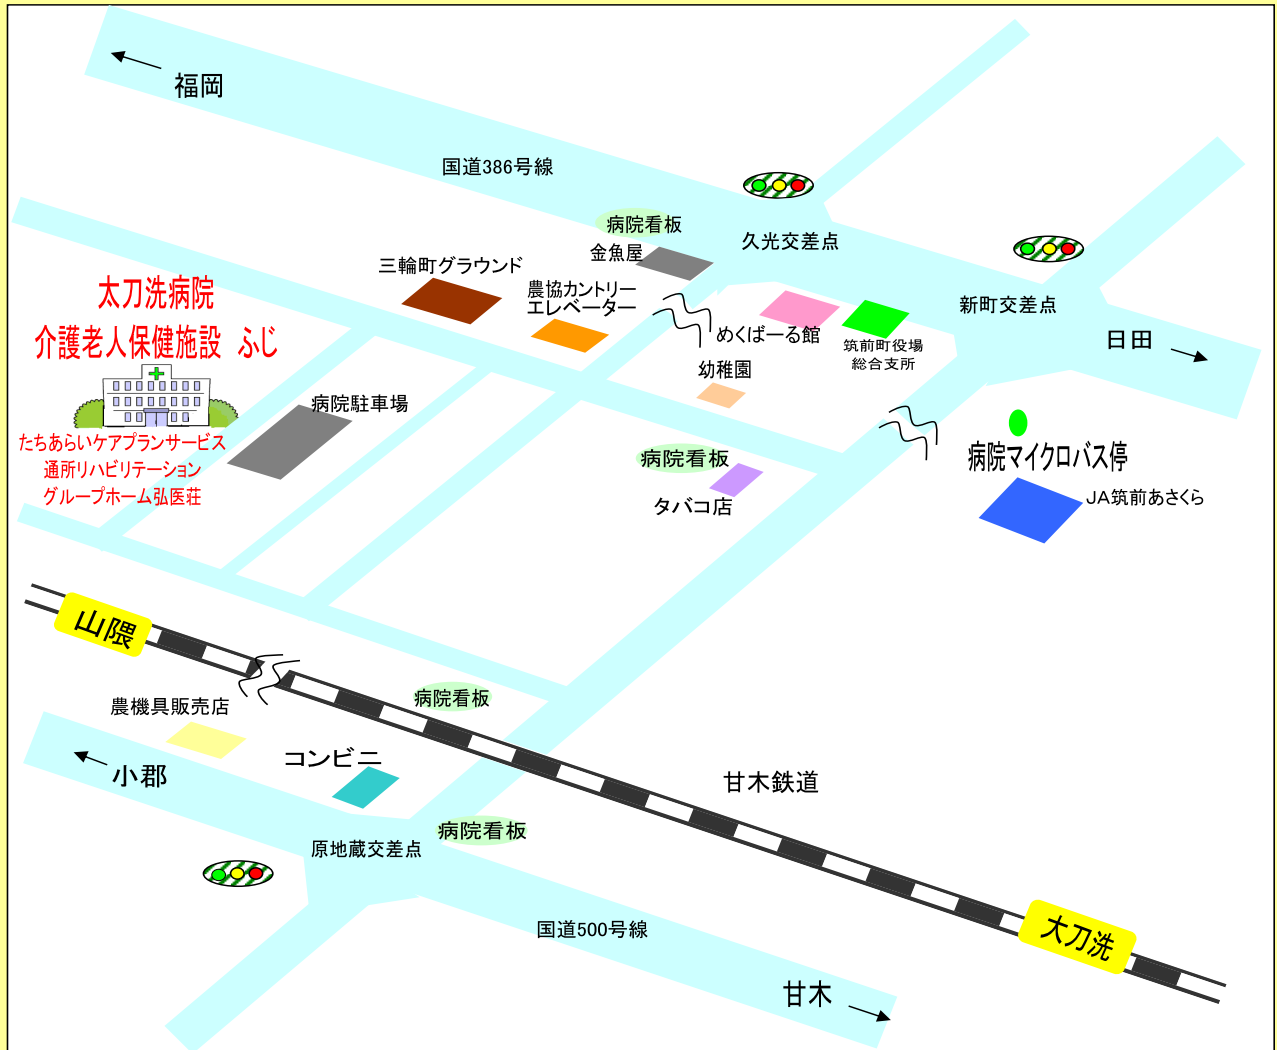 福岡
国道386号線
病院看板
金魚屋
久光交差点
三輪町グラウンド
農協カントリー
エレベーター
新町交差点
日田
めくばーる館
筑前町役場
総合支所
幼稚園
太刀洗病院
介護老人保健施設 ふじ
病院駐車場
たちあらいケアプランサービス
通所リハビリテーション
グループホーム弘医荘
病院看板
タバコ店
病院マイクロバス停
JA筑前あさくら
山隈
病院看板
農機具販売店
コンビニ
小郡
甘木鉄道
病院看板
原地蔵交差点
国道500号線
大刀洗
甘木